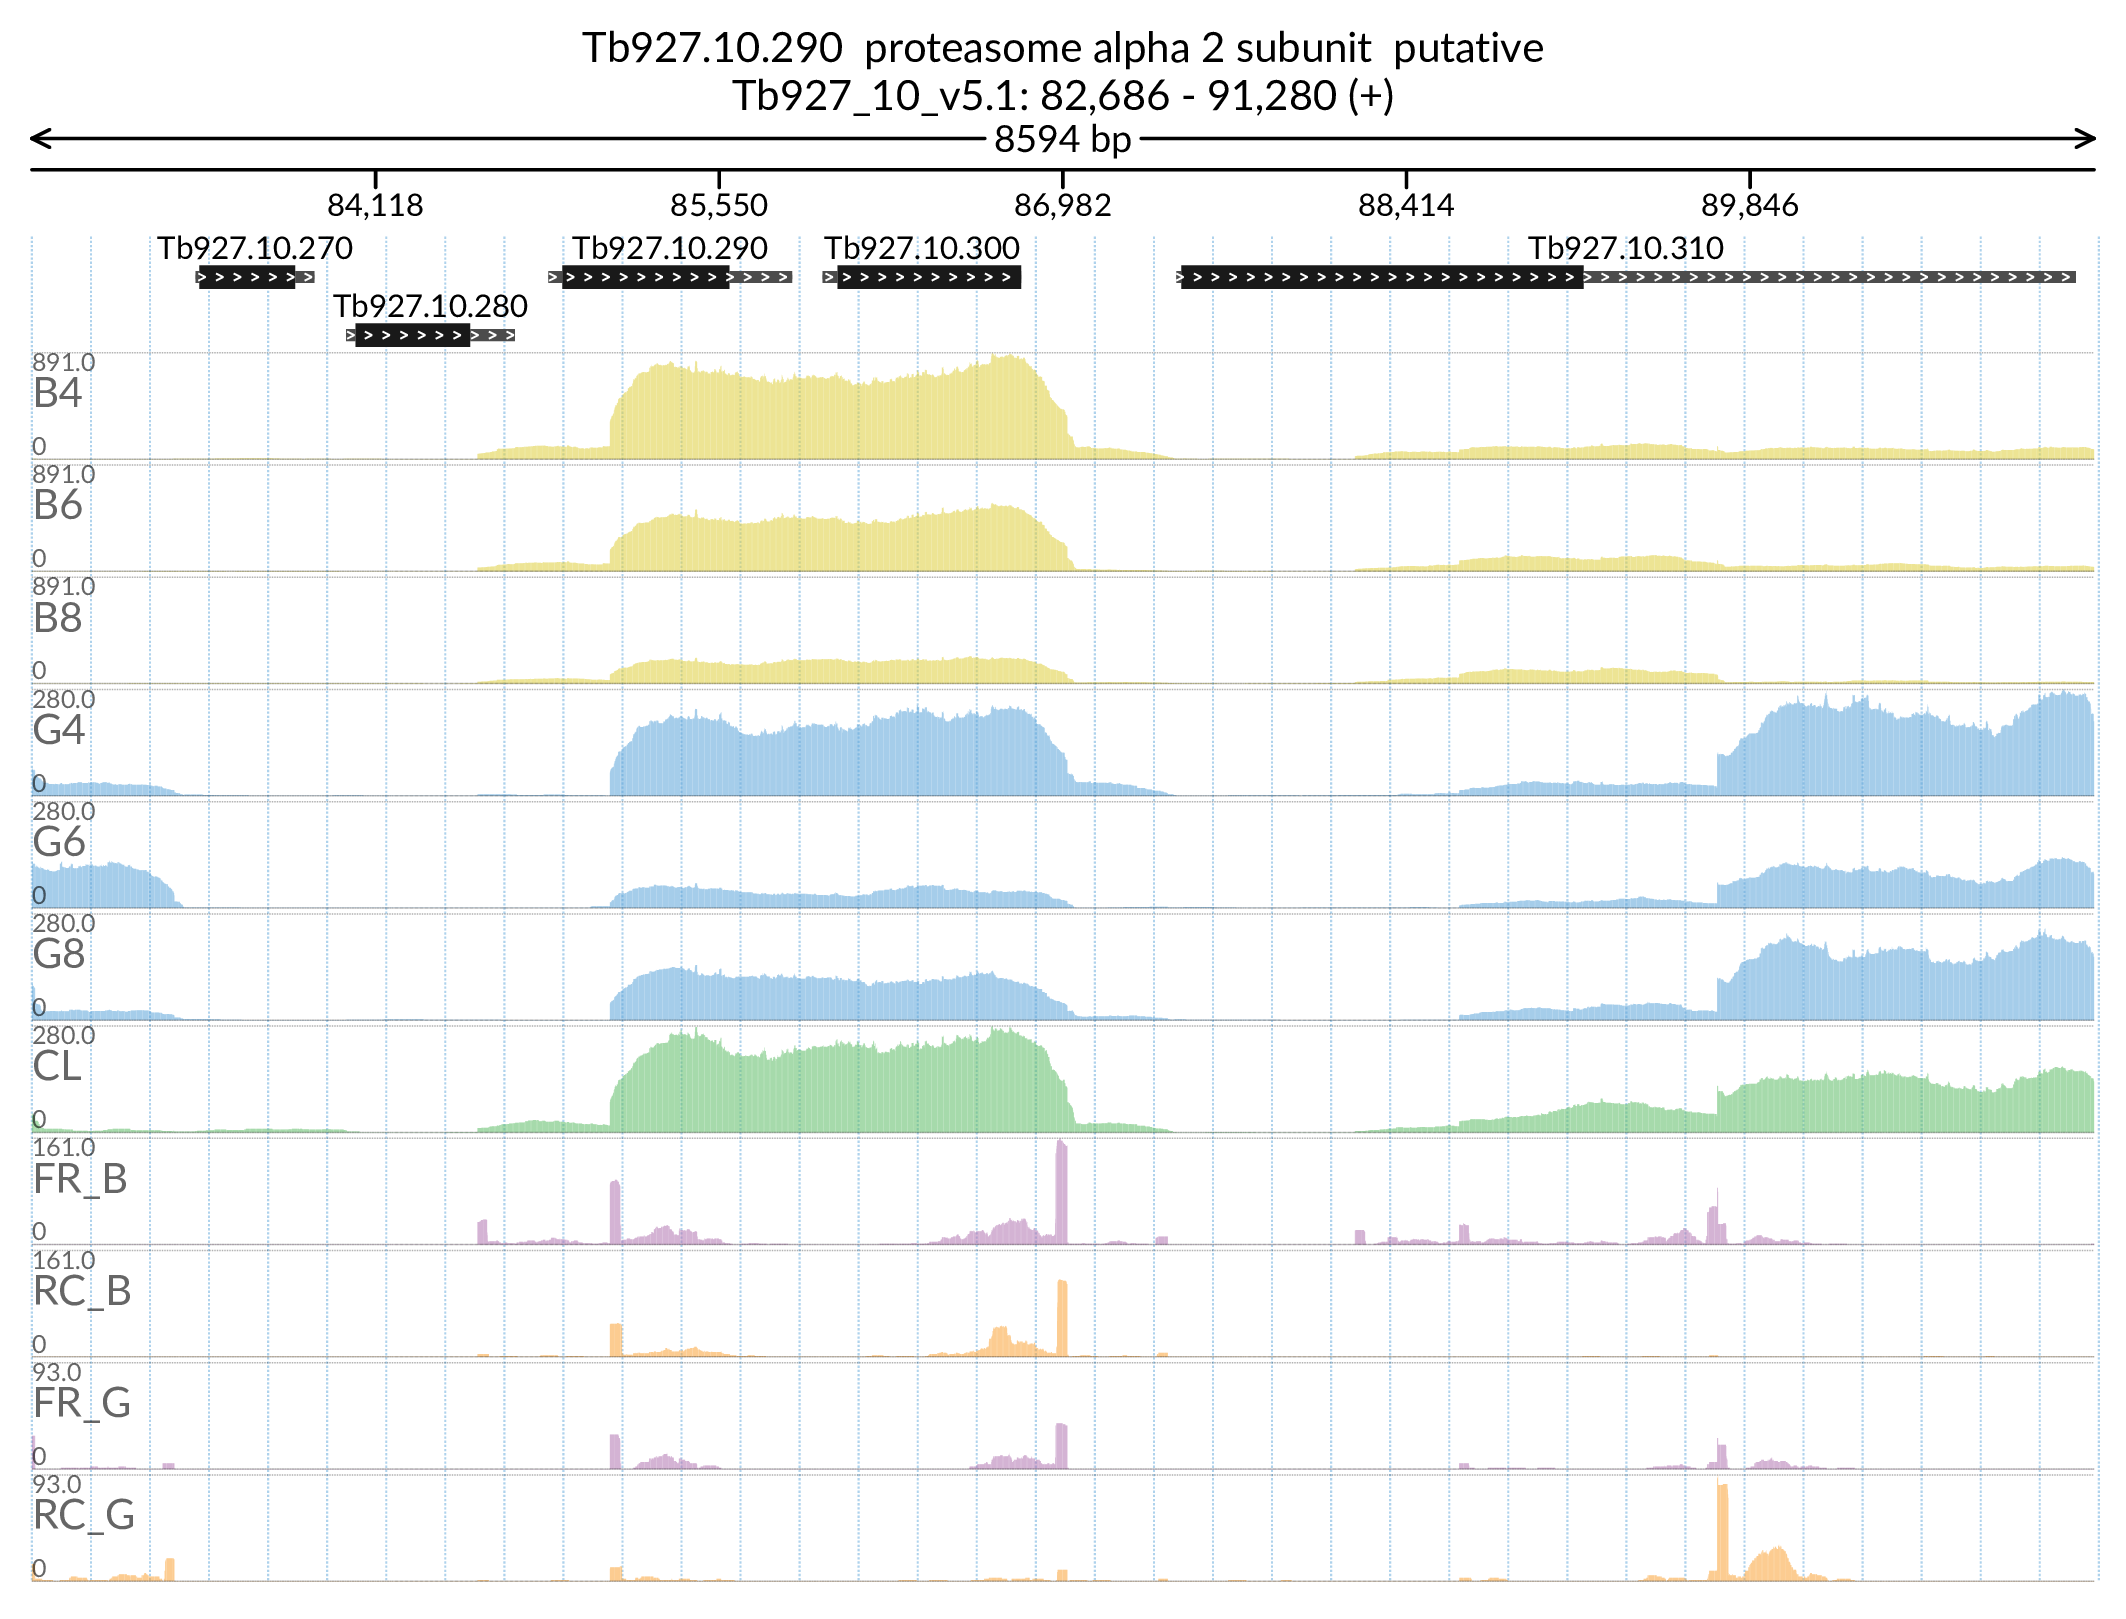 Tb927.10.290  proteasome alpha 2 subunit  putative
Tb927_10_v5.1: 82,686 - 91,280 (+)
8594 bp
84,118 85,550 86,982 88,414 89,846
Tb927.10.270 Tb927.10.290 Tb927.10.300 Tb927.10.310
Tb927.10.280
891.0
B4
0
891.0
B6
0
891.0
B8
0
280.0
G4
0
280.0
G6
0
280.0
G8
0
280.0
CL
0
161.0
FR_B
0
161.0
RC_B
0
93.0
FR_G
0
93.0
RC_G
0